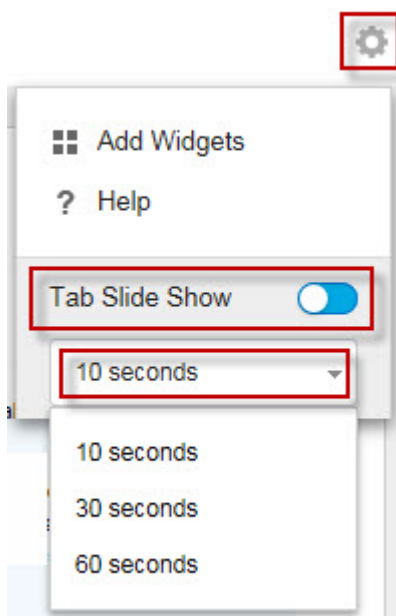 Add Widgets
? Help
Tab Slide Show
10 seconds
10 seconds
30 seconds
60 seconds